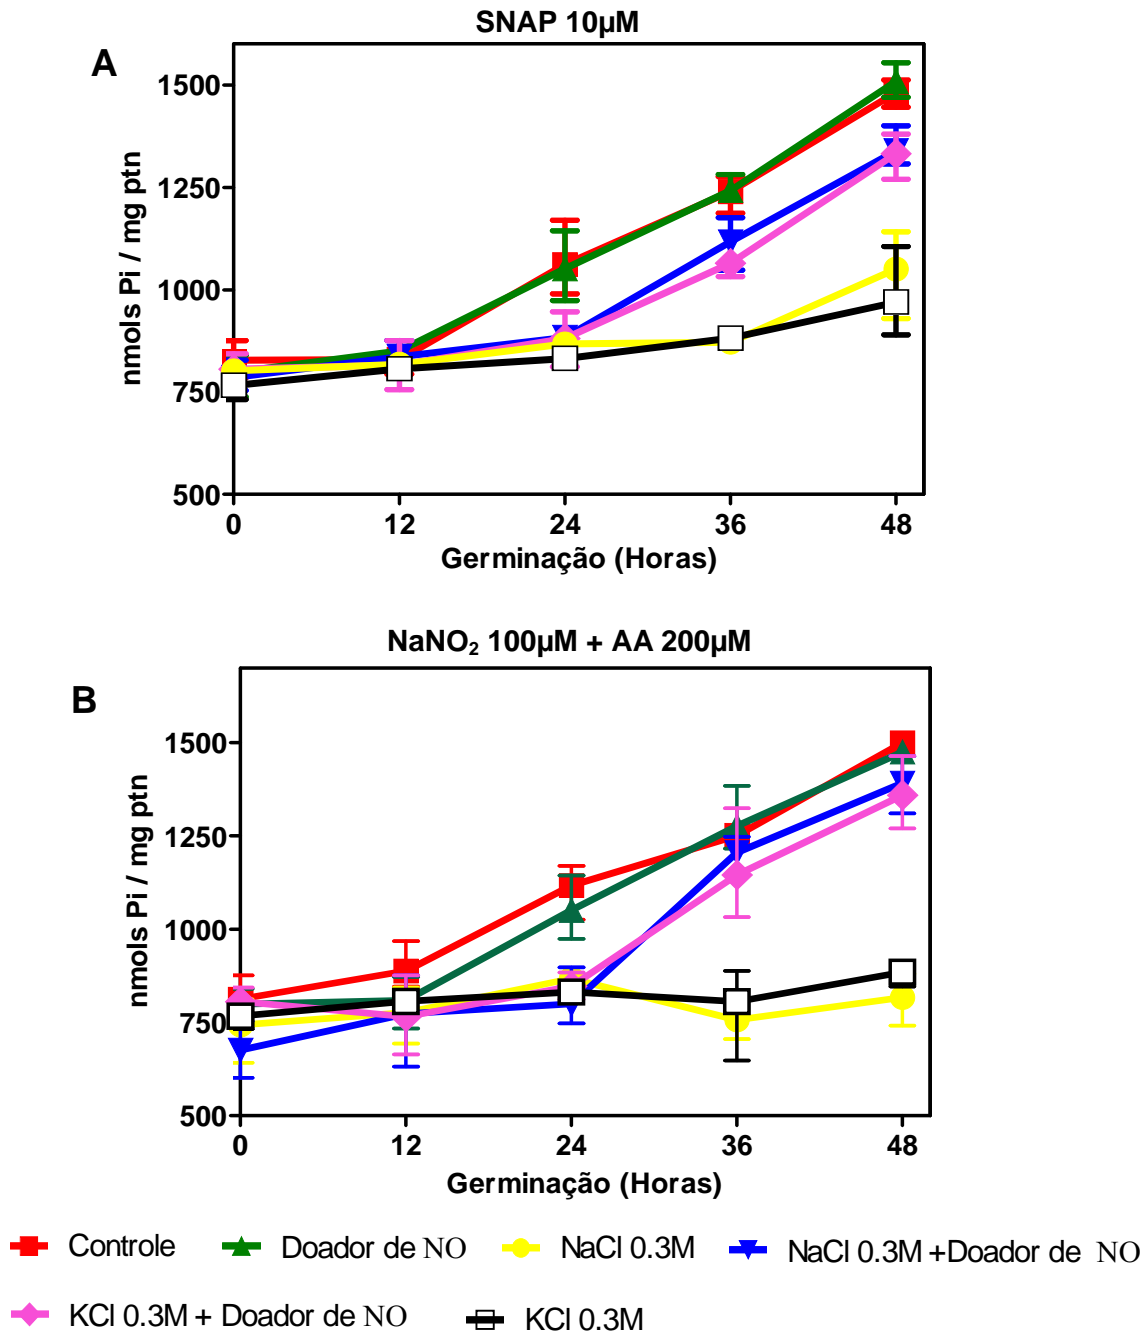 SNAP 10µM
A
1500
1250
1000
750
500
nmols Pi / mg ptn
0 12 24 36 48
Germinação (Horas)
NaNO₂ 100µM + AA 200µM
B
1500
1250
1000
750
500
nmols Pi / mg ptn
0 12 24 36 48
Germinação (Horas)
Controle Doador de NO NaCl 0.3M NaCl 0.3M +Doador de NO
KCl 0.3M + Doador de NO KCl 0.3M